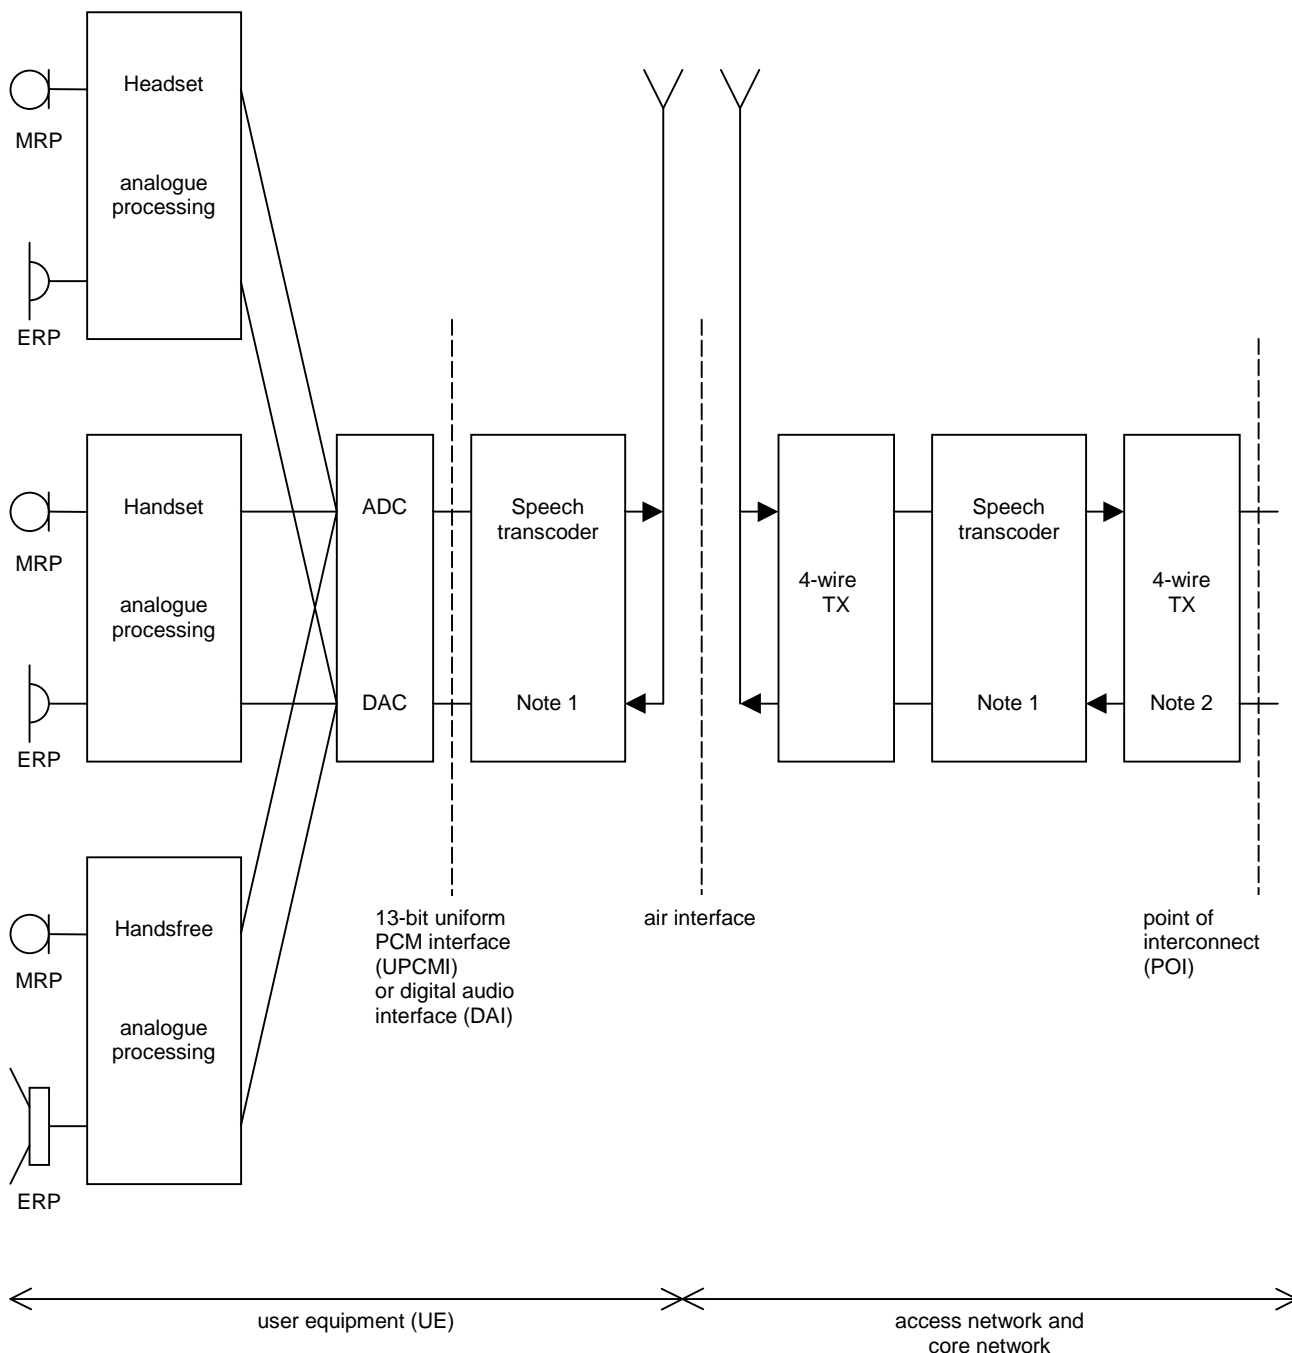 Headset
MRP
analogue
processing
ERP
Handset
MRP
analogue
processing
ERP
ADC
DAC
Speech
transcoder
Note 1
4-wire
TX
Speech
transcoder
Note 1
4-wire
TX
Note 2
Handsfree
MRP
analogue
processing
ERP
13-bit uniform
PCM interface
(UPCMI)
or digital audio
interface (DAI)
air interface
point of
interconnect
(POI)
user equipment (UE)
access network and
core network